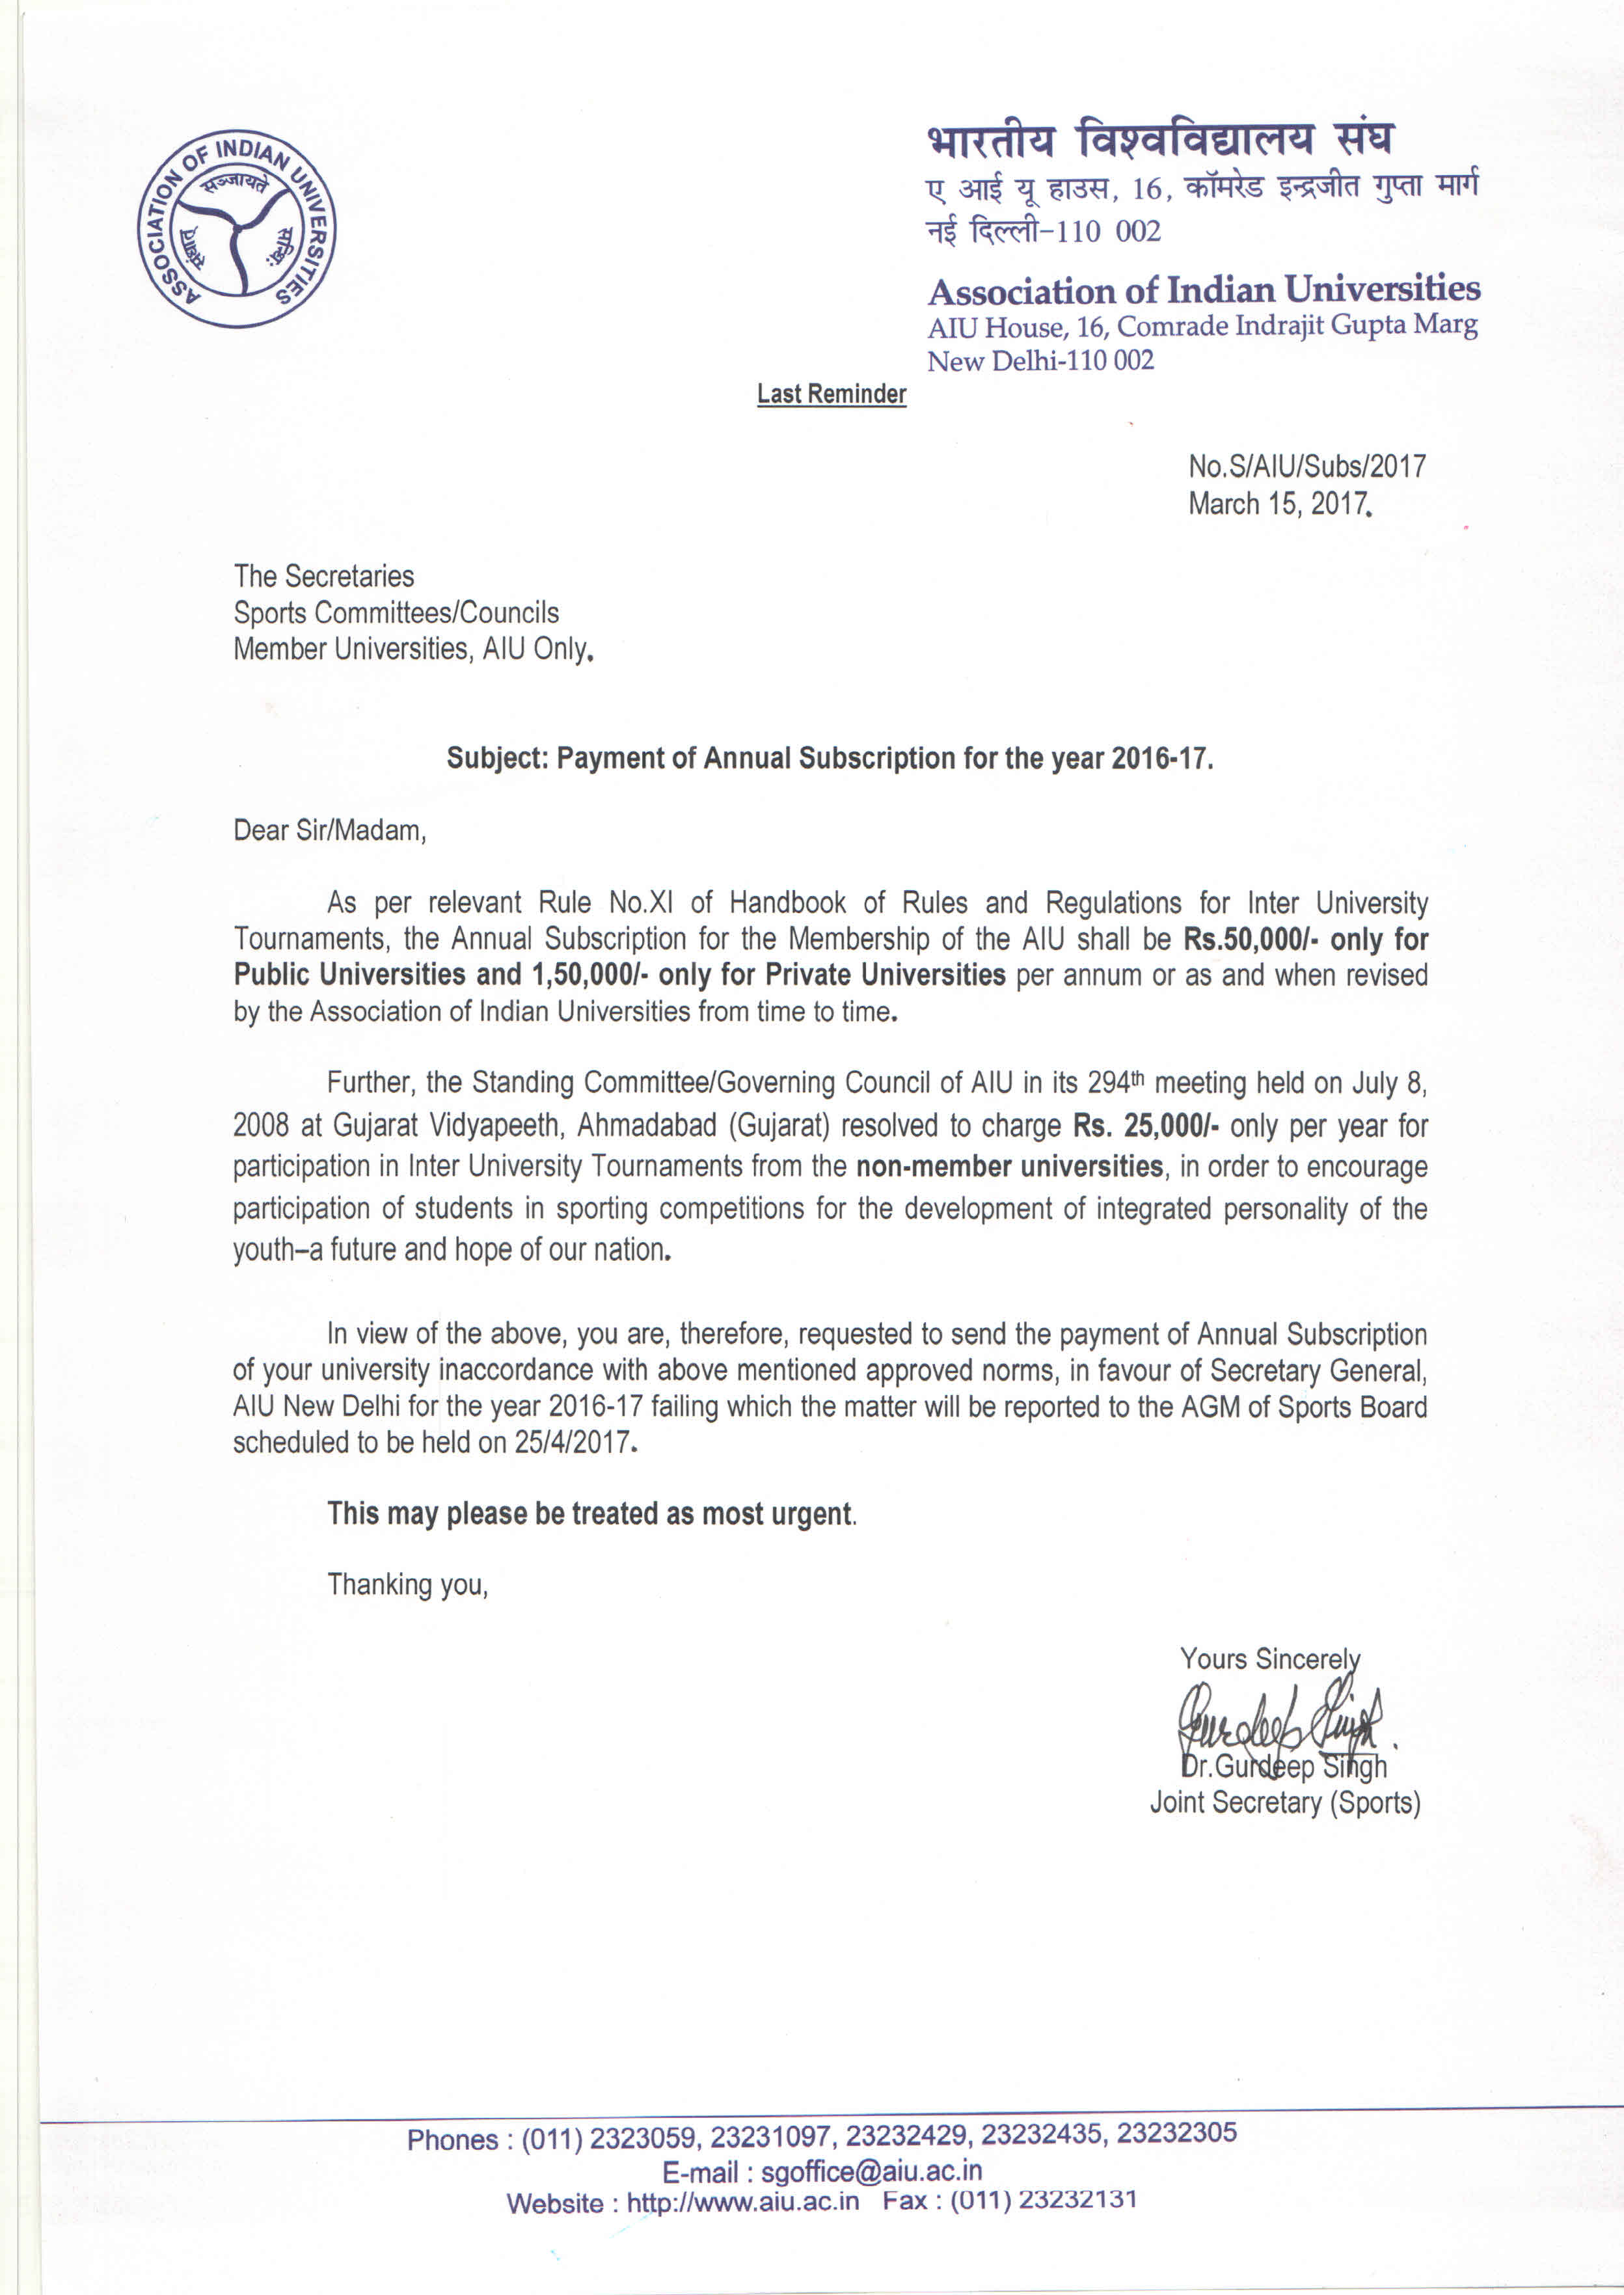 ASSOCIATION OF INDIAN UNIVERSITIES
सञ्जायते
भारतीय विश्वविद्यालय संघ
ए आई यू हाउस, 16, कॉमरेड इन्द्रजीत गुप्ता मार्ग
नई दिल्ली-110 002
Association of Indian Universities
AIU House, 16, Comrade Indrajit Gupta Marg
New Delhi-110 002
Last Reminder
No.S/AIU/Subs/2017
March 15, 2017.
The Secretaries
Sports Committees/Councils
Member Universities, AIU Only.
Subject: Payment of Annual Subscription for the year 2016-17.
Dear Sir/Madam,
As per relevant Rule No.XI of Handbook of Rules and Regulations for Inter University
Tournaments, the Annual Subscription for the Membership of the AIU shall be Rs.50,000/- only for
Public Universities and 1,50,000/- only for Private Universities per annum or as and when revised
by the Association of Indian Universities from time to time.
Further, the Standing Committee/Governing Council of AIU in its 294th meeting held on July 8,
2008 at Gujarat Vidyapeeth, Ahmadabad (Gujarat) resolved to charge Rs. 25,000/- only per year for
participation in Inter University Tournaments from the non-member universities, in order to encourage
participation of students in sporting competitions for the development of integrated personality of the
youth–a future and hope of our nation.
In view of the above, you are, therefore, requested to send the payment of Annual Subscription
of your university inaccordance with above mentioned approved norms, in favour of Secretary General,
AIU New Delhi for the year 2016-17 failing which the matter will be reported to the AGM of Sports Board
scheduled to be held on 25/4/2017.
This may please be treated as most urgent.
Thanking you,
Yours Sincerely
Gurdeep Singh.
Dr.Gurdeep Singh
Joint Secretary (Sports)
Phones : (011) 2323059, 23231097, 23232429, 23232435, 23232305
E-mail : sgoffice@aiu.ac.in
Website : http://www.aiu.ac.in Fax : (011) 23232131